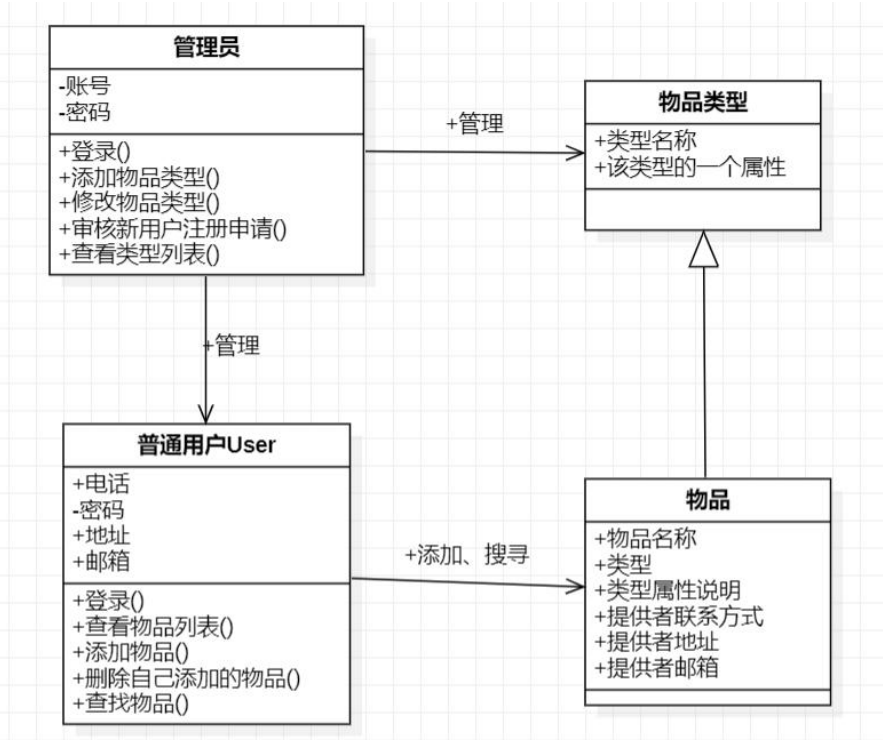 管理员
-账号
-密码
+登录()
+添加物品类型()
+修改物品类型()
+审核新用户注册申请()
+查看类型列表()
+管理
物品类型
+类型名称
+该类型的一个属性
+管理
普通用户User
+电话
-密码
+地址
+邮箱
+登录()
+查看物品列表()
+添加物品()
+删除自己添加的物品()
+查找物品()
+添加、搜寻
物品
+物品名称
+类型
+类型属性说明
+提供者联系方式
+提供者地址
+提供者邮箱